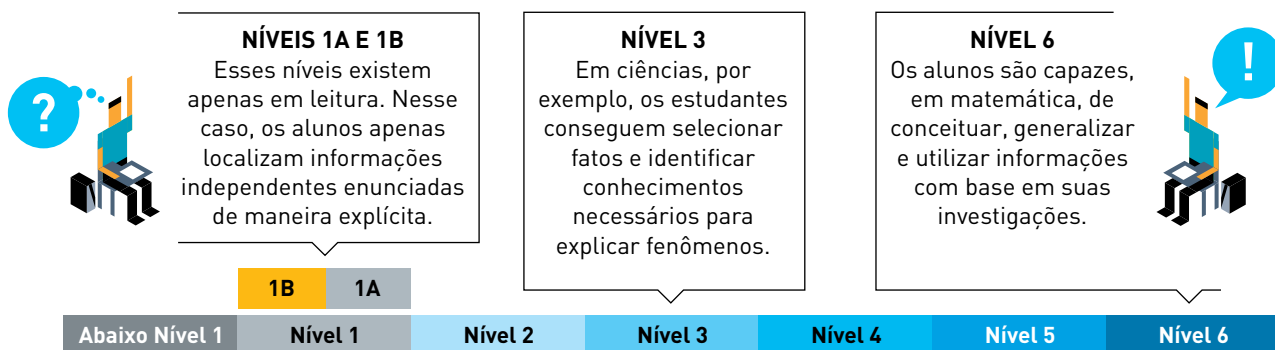 ?
NÍVEIS 1A E 1B
Esses níveis existem
apenas em leitura. Nesse
caso, os alunos apenas
localizam informações
independentes enunciadas
de maneira explícita.
NÍVEL 3
Em ciências, por
exemplo, os estudantes
conseguem selecionar
fatos e identificar
conhecimentos
necessários para
explicar fenômenos.
NÍVEL 6
Os alunos são capazes,
em matemática, de
conceituar, generalizar
e utilizar informações
com base em suas
investigações.
!
1B 1A
Abaixo Nível 1 Nível 1 Nível 2 Nível 3 Nível 4 Nível 5 Nível 6